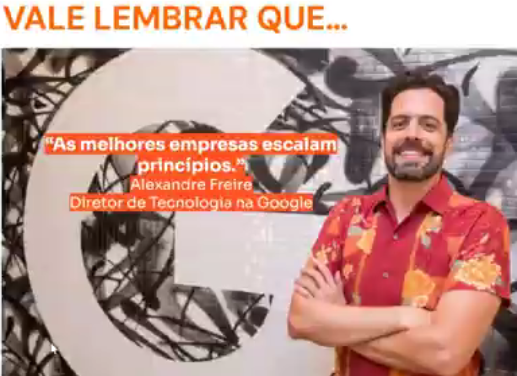 VALE LEMBRAR QUE...
“As melhores empresas escalam
princípios.”
Alexandre Freire
Diretor de Tecnologia na Google